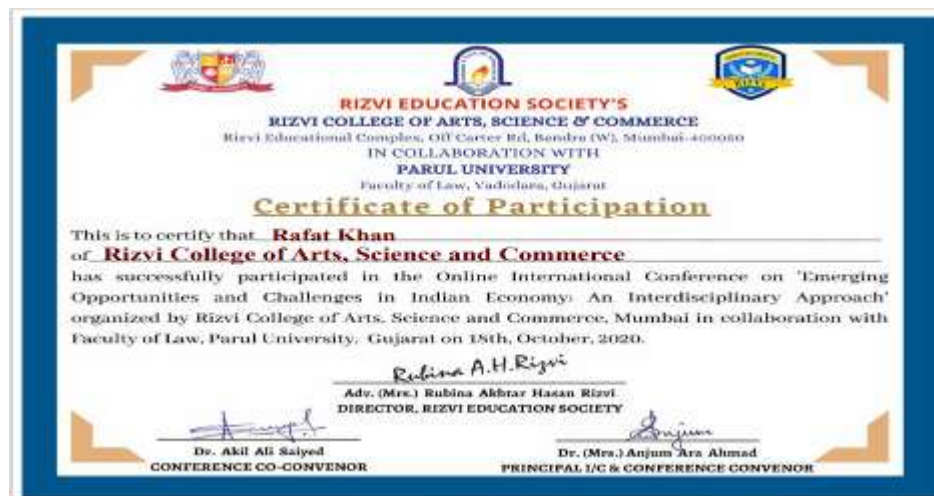 RIZVI EDUCATION SOCIETY'S
RIZVI COLLEGE OF ARTS, SCIENCE & COMMERCE
Rizvi Educational Complex, Off Carter Rd, Bandra (W), Mumbai-400050
IN COLLABORATION WITH
PARUL UNIVERSITY
Faculty of Law, Vadodara, Gujarat
Certificate of Participation
This is to certify that Rafat Khan
of Rizvi College of Arts, Science and Commerce
has successfully participated in the Online International Conference on 'Emerging
Opportunities and Challenges in Indian Economy: An Interdisciplinary Approach'
organized by Rizvi College of Arts, Science and Commerce, Mumbai in collaboration with
Faculty of Law, Parul University, Gujarat on 18th, October, 2020.
Rubina A.H.Rizvi
Adv. (Mrs.) Rubina Akhtar Hasan Rizvi
DIRECTOR, RIZVI EDUCATION SOCIETY
Anjum
Dr. Akil Ali Saiyed
CONFERENCE CO-CONVENOR
Dr. (Mrs.) Anjum Ara Ahmad
PRINCIPAL I/C & CONFERENCE CONVENOR